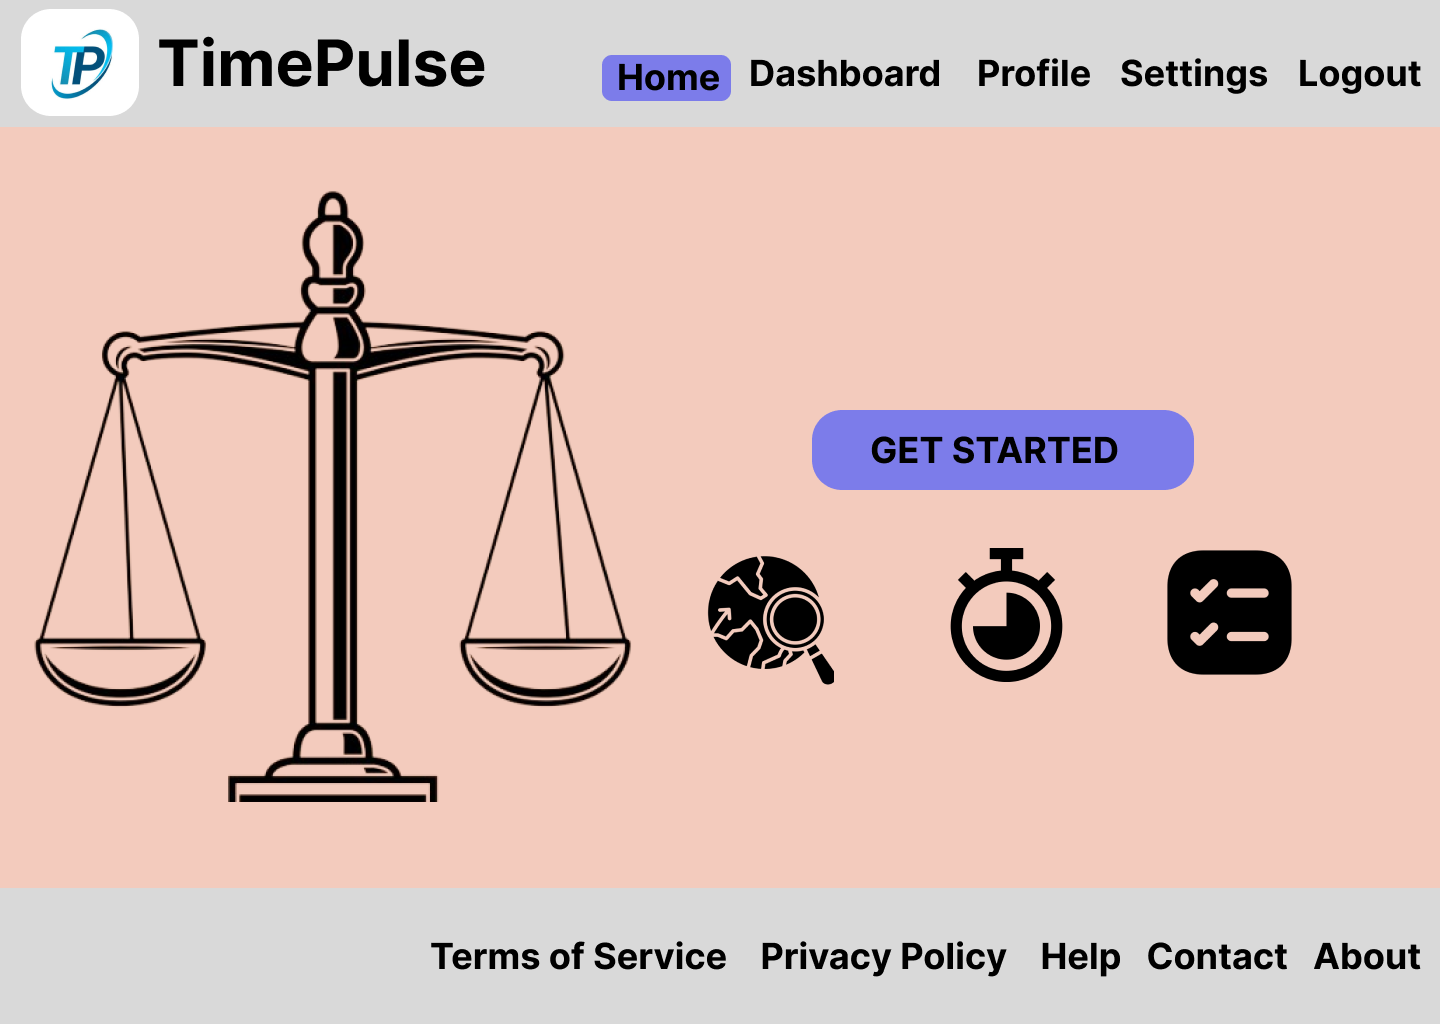 TP
TimePulse
Home Dashboard Profile Settings Logout
GET STARTED
Terms of Service Privacy Policy Help Contact About